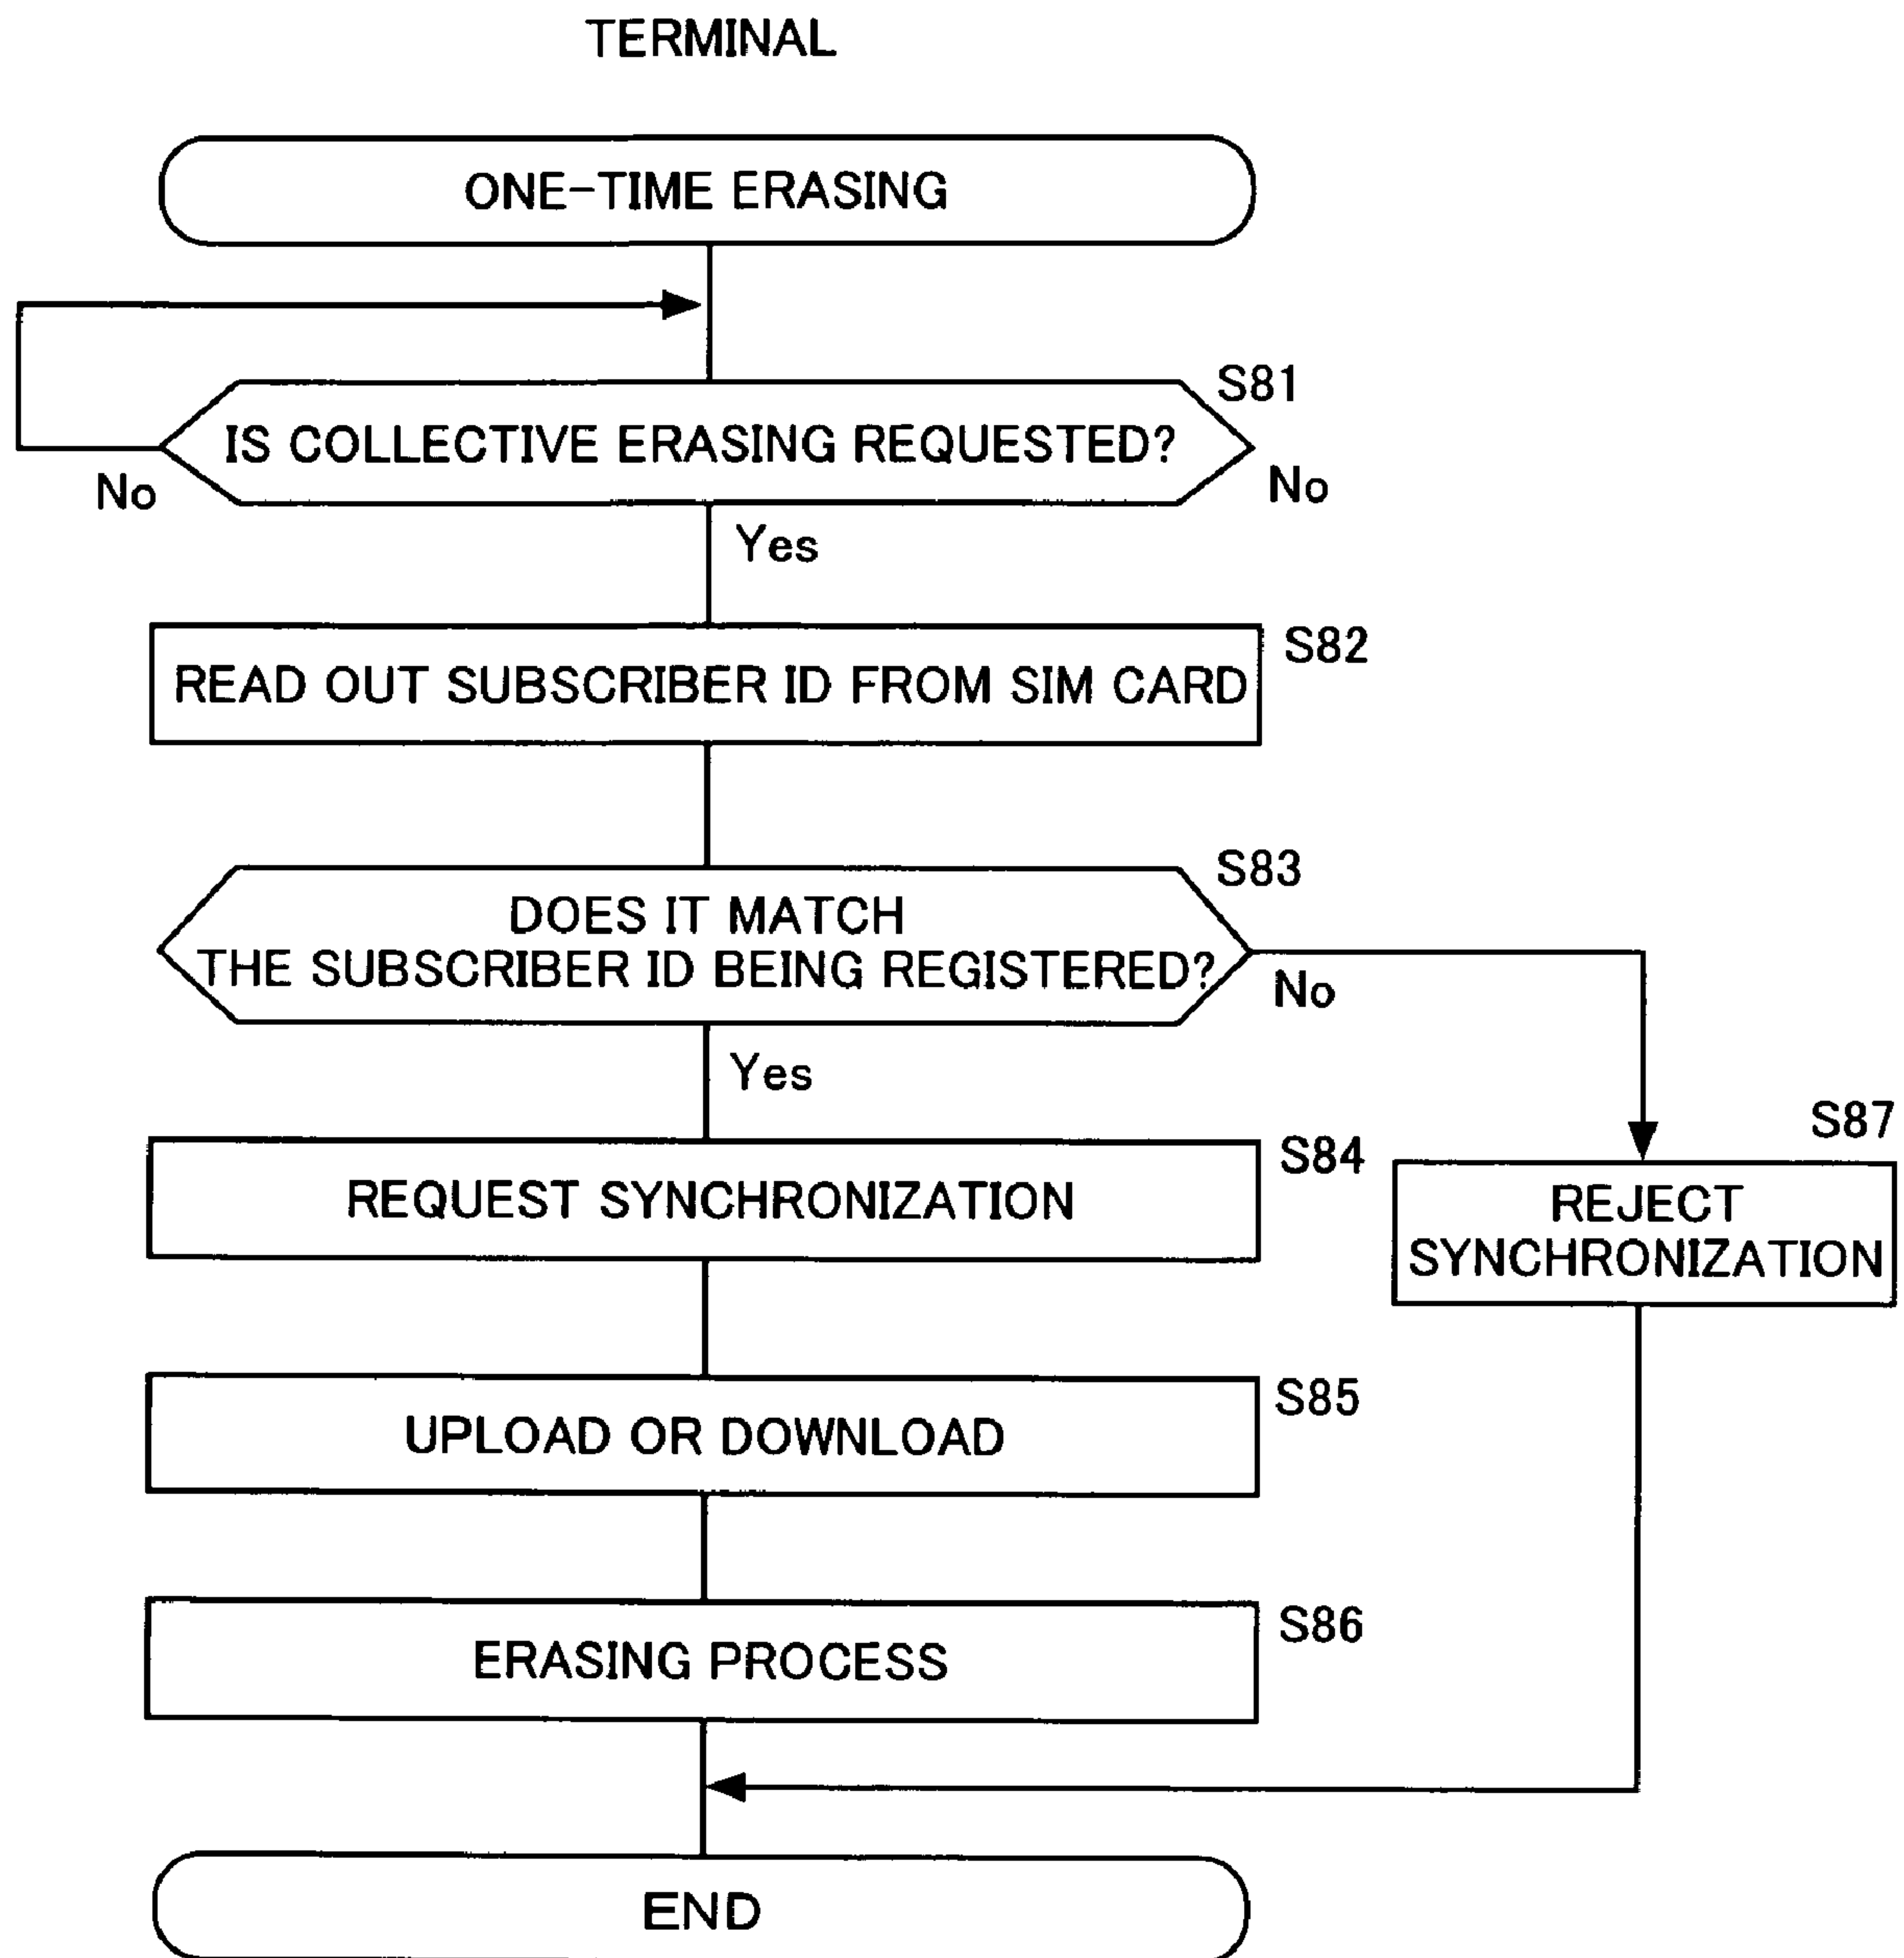 TERMINAL
ONE-TIME ERASING
S81
IS COLLECTIVE ERASING REQUESTED?
No
No
Yes
S82
READ OUT SUBSCRIBER ID FROM SIM CARD
S83
DOES IT MATCH
THE SUBSCRIBER ID BEING REGISTERED?
No
Yes
S84
REQUEST SYNCHRONIZATION
S87
REJECT
SYNCHRONIZATION
S85
UPLOAD OR DOWNLOAD
S86
ERASING PROCESS
END